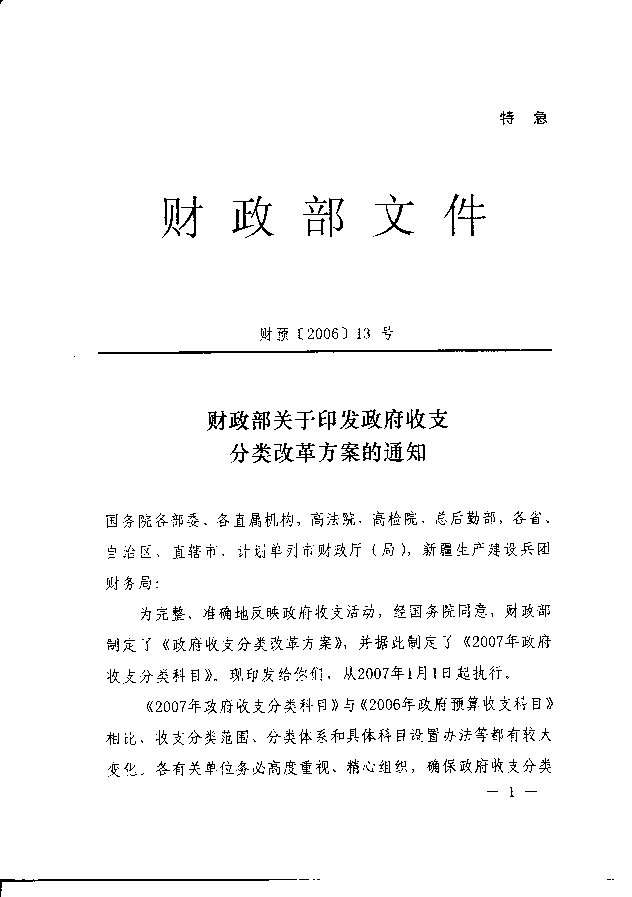 特 急
财政部文件
财预〔2006〕13 号
财政部关于印发政府收支
分类改革方案的通知
国务院各部委、各直属机构，高法院、高检院、总后勤部，各省、
自治区、直辖市、计划单列市财政厅（局），新疆生产建设兵团
财务局：
为完整、准确地反映政府收支活动，经国务院同意，财政部
制定了《政府收支分类改革方案》，并据此制定了《2007年政府
收支分类科目》。现印发给你们，从2007年1月1日起执行。
《2007年政府收支分类科目》与《2006年政府预算收支科目》
相比，收支分类范围、分类体系和具体科目设置办法等都有较大
变化。各有关单位务必高度重视、精心组织，确保政府收支分类
— 1 —